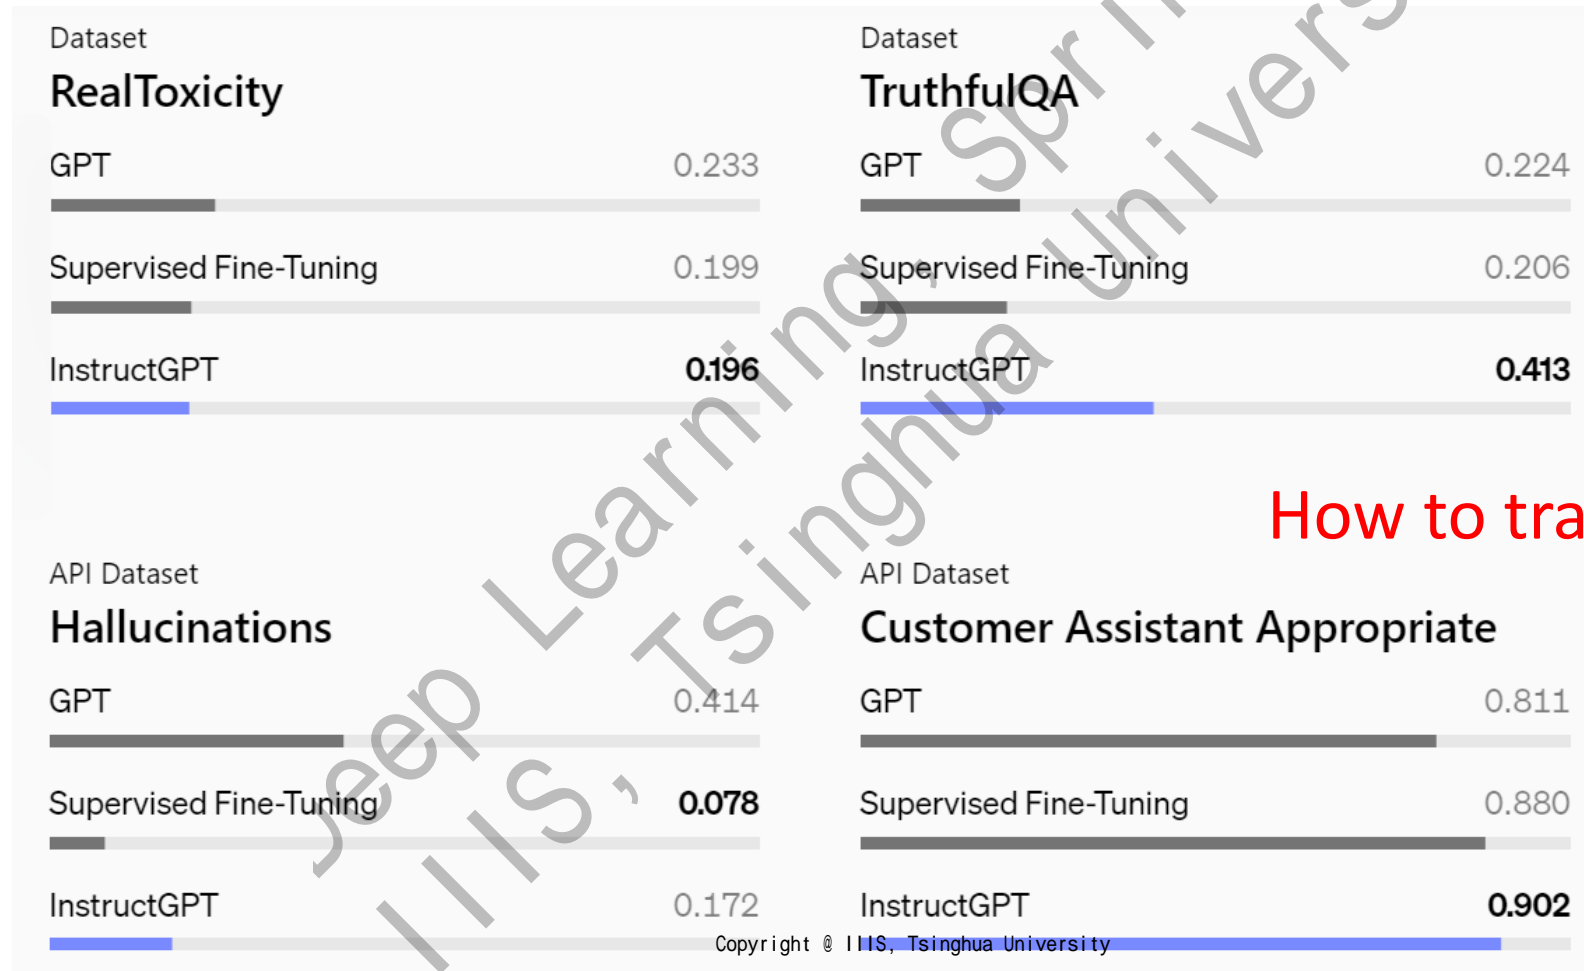 Dataset
RealToxicity
GPT 0.233
Supervised Fine-Tuning 0.199
InstructGPT 0.196
Dataset
TruthfulQA
GPT 0.224
Supervised Fine-Tuning 0.206
InstructGPT 0.413
How to tra
API Dataset
Hallucinations
GPT 0.414
Supervised Fine-Tuning 0.078
InstructGPT 0.172
API Dataset
Customer Assistant Appropriate
GPT 0.811
Supervised Fine-Tuning 0.880
InstructGPT 0.902
Deep Learning, Spri
IIIS, Tsinghua Univers
Copyright @ IIIS, Tsinghua University